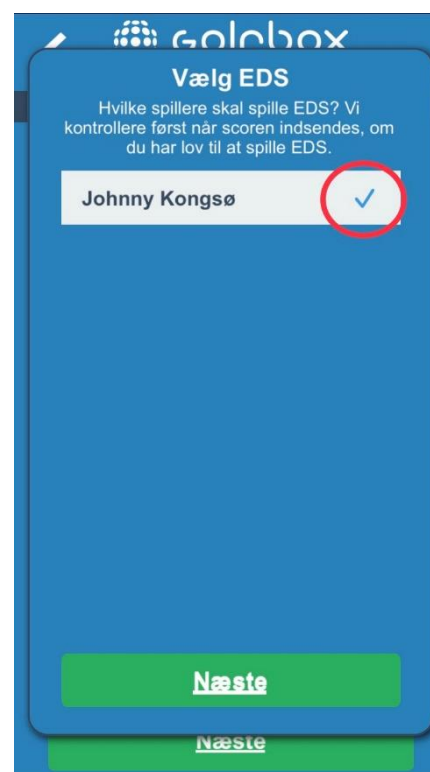 GOLFBOX
Vælg EDS
Hvilke spillere skal spille EDS? Vi
kontrollere først når scoren indsendes, om
du har lov til at spille EDS.
Johnny Kongsø
Næste
Næste